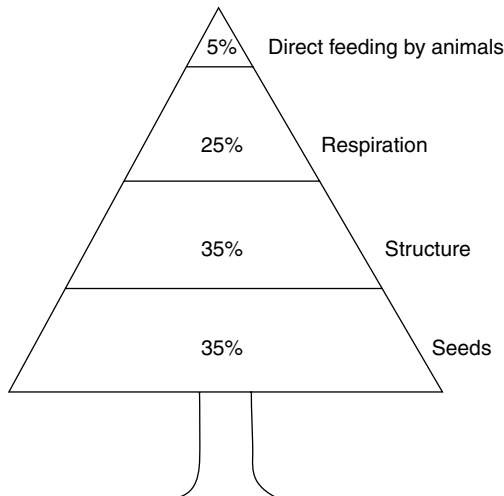 5% Direct feeding by animals
25% Respiration
35% Structure
35% Seeds